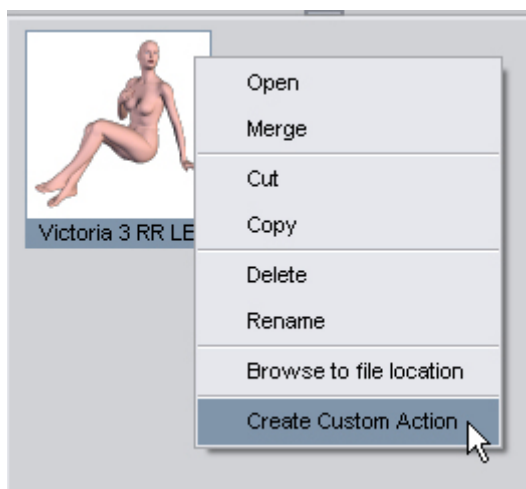 Open
Merge
Cut
Victoria 3 RR LE
Copy
Delete
Rename
Browse to file location
Create Custom Action